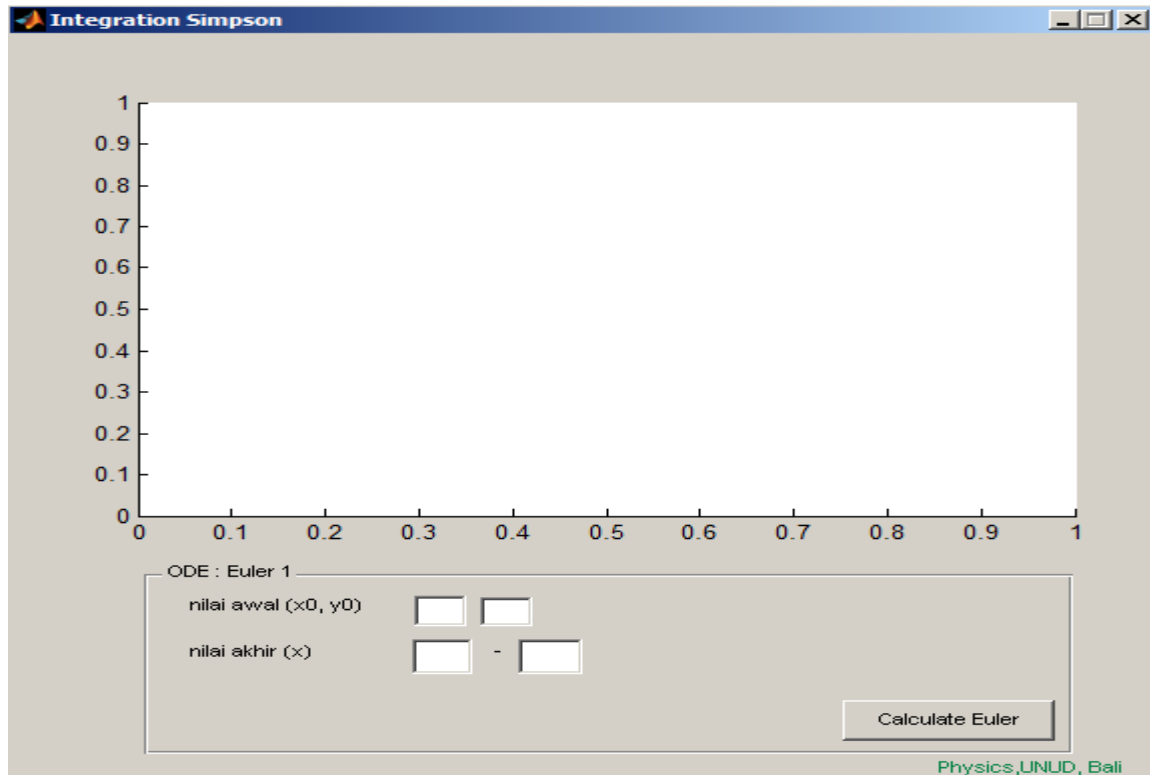 Integration Simpson
1
0.9
0.8
0.7
0.6
0.5
0.4
0.3
0.2
0.1
0
0 0.1 0.2 0.3 0.4 0.5 0.6 0.7 0.8 0.9 1
ODE : Euler 1
nilai awal (x0, y0)
nilai akhir (x) -
Calculate Euler
Physics,UNUD, Bali